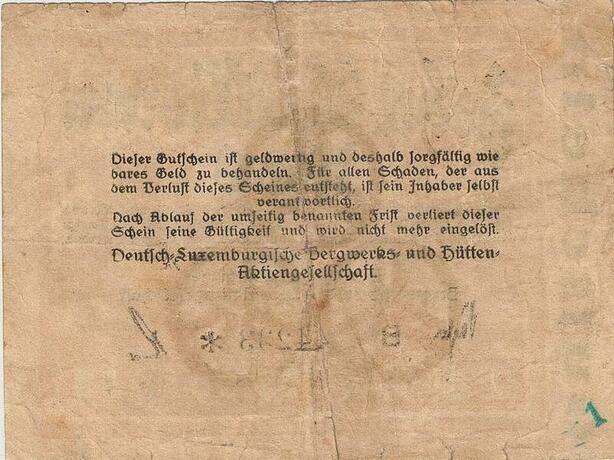 Dieser Gutschein ist geldwertig und deshalb sorgfältig wie
bares Geld zu behandeln. Für allen Schaden, der aus
dem Verlust dieses Scheines entsteht, ist sein Inhaber selbst
verantwortlich.
Nach Ablauf der umseitig benannten Frist verliert dieser
Schein seine Gültigkeit und wird nicht mehr eingelöst.
Deutsch-Luxemburgische Bergwerks- und Hütten-
Aktiengesellschaft.
1